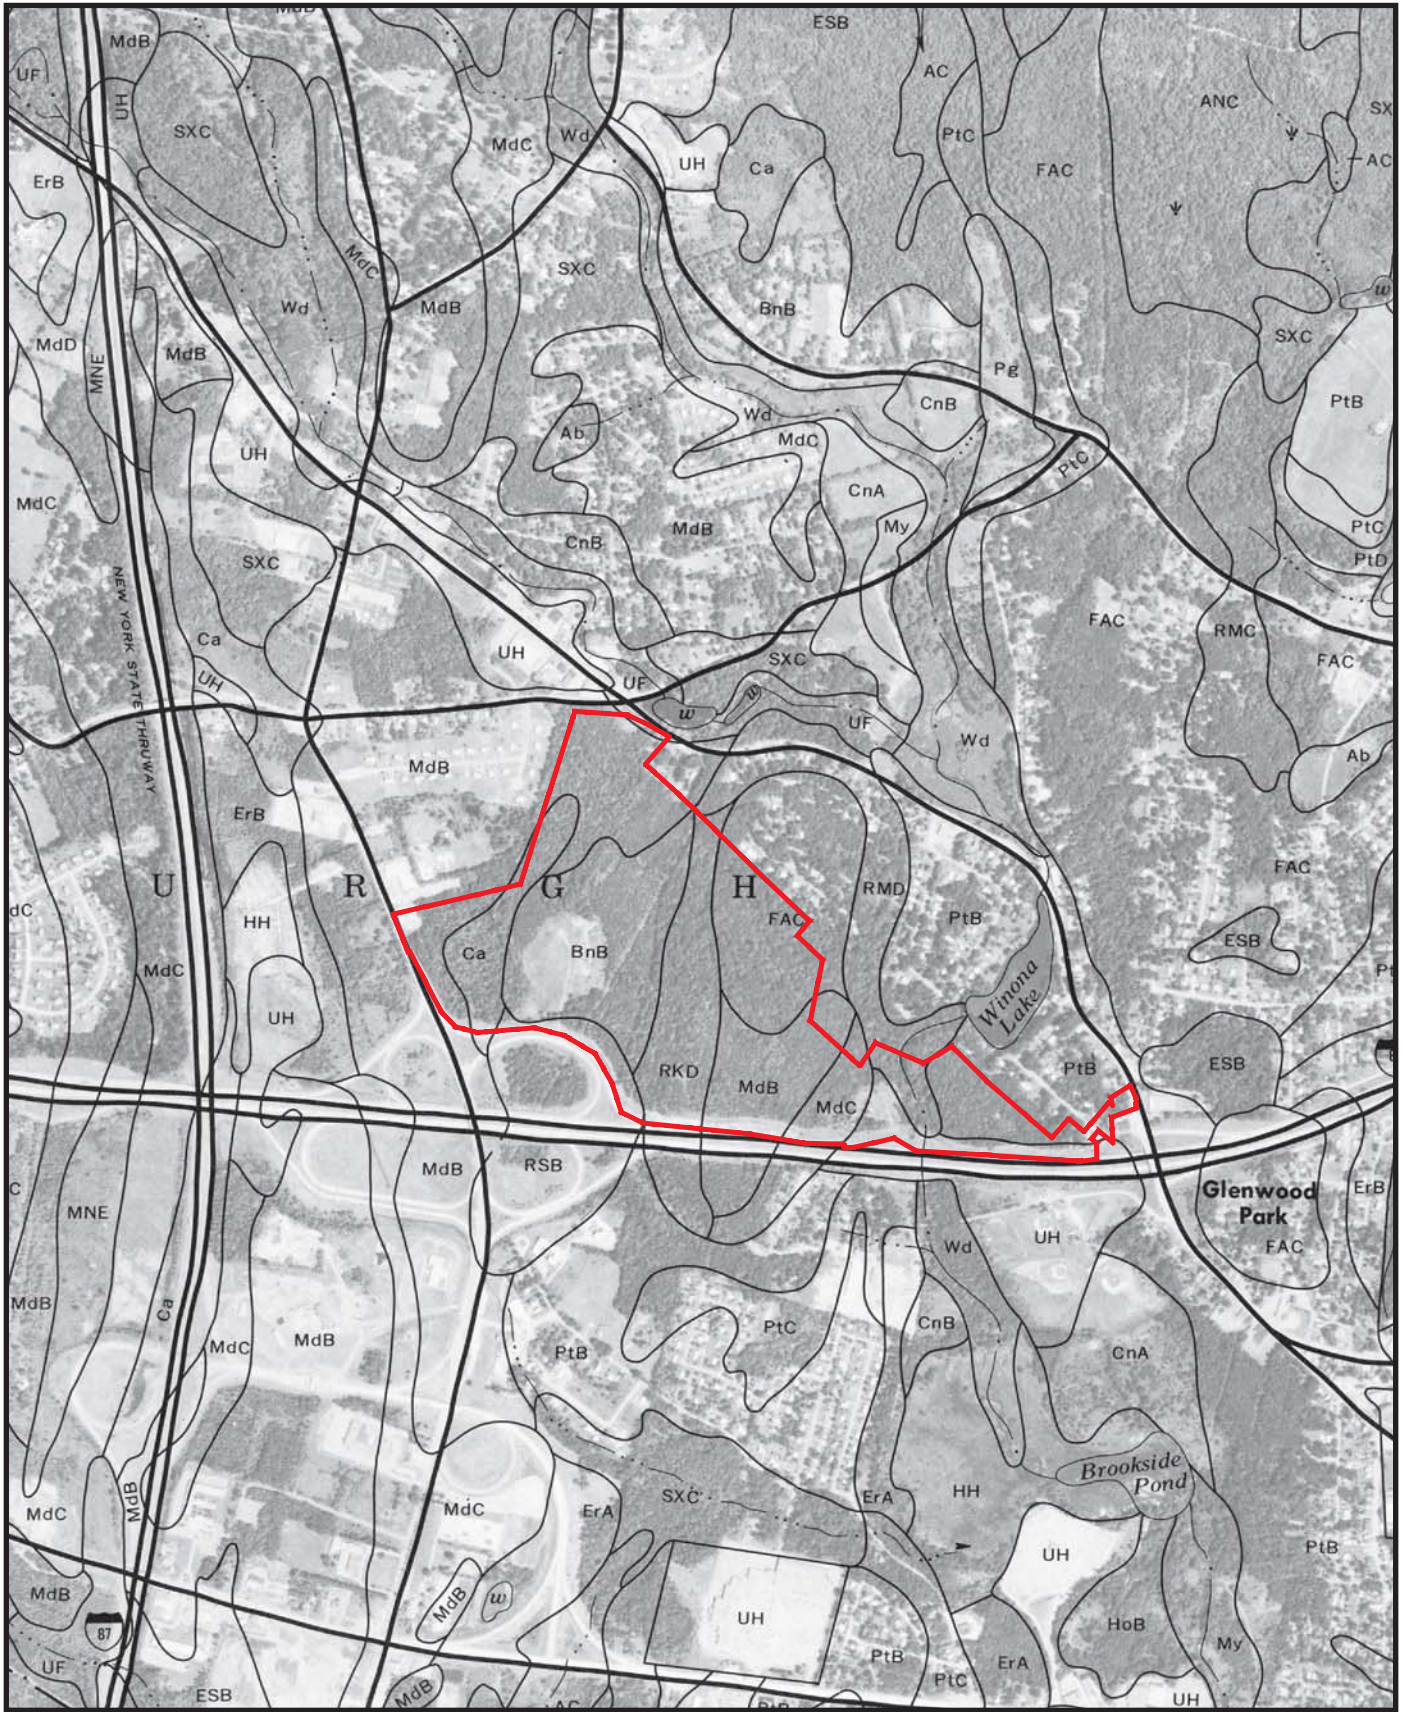 MdB
ESB
MdB
UF
AC
UH
ANC
SX
SXC
Wd
PtC
MdC
UH
Ca
AC
FAC
ErB
MdC
SXC
w
Wd
MdB
BnB
MdD
MdB
SXC
MNE
Pg
CnB
PtB
Wd
Ab
MdC
UH
PtC
CnA
MdC
MdB
My
PtC
CnB
SXC
PtD
NEW YORK STATE THRUWAY
FAC
RMC
Ca
UH
SXC
FAC
UH
UF
w
w
UF
Wd
Ab
MdB
ErB
FAC
U R G H
RMD
dC
HH
FAC
PtB
ESB
Ca
BnB
MdC
Pt
Winona
Lake
UH
ESB
RKD
PtB
MdB
MdC
MdB
RSB
C
Glenwood
Park
ErB
MNE
UH
Wd
FAC
MdB
Ca
CnB
PtC
MdC
MdB
PtB
CnA
Brookside
Pond
HH
SXC
ErA
MdB
MdC
MdC
ErA
UH
PtB
MdB
MdB
w
UH
HoB
87
My
PtB
ErA
UF
PtC
ESB
MdB
UH
AC
PtB